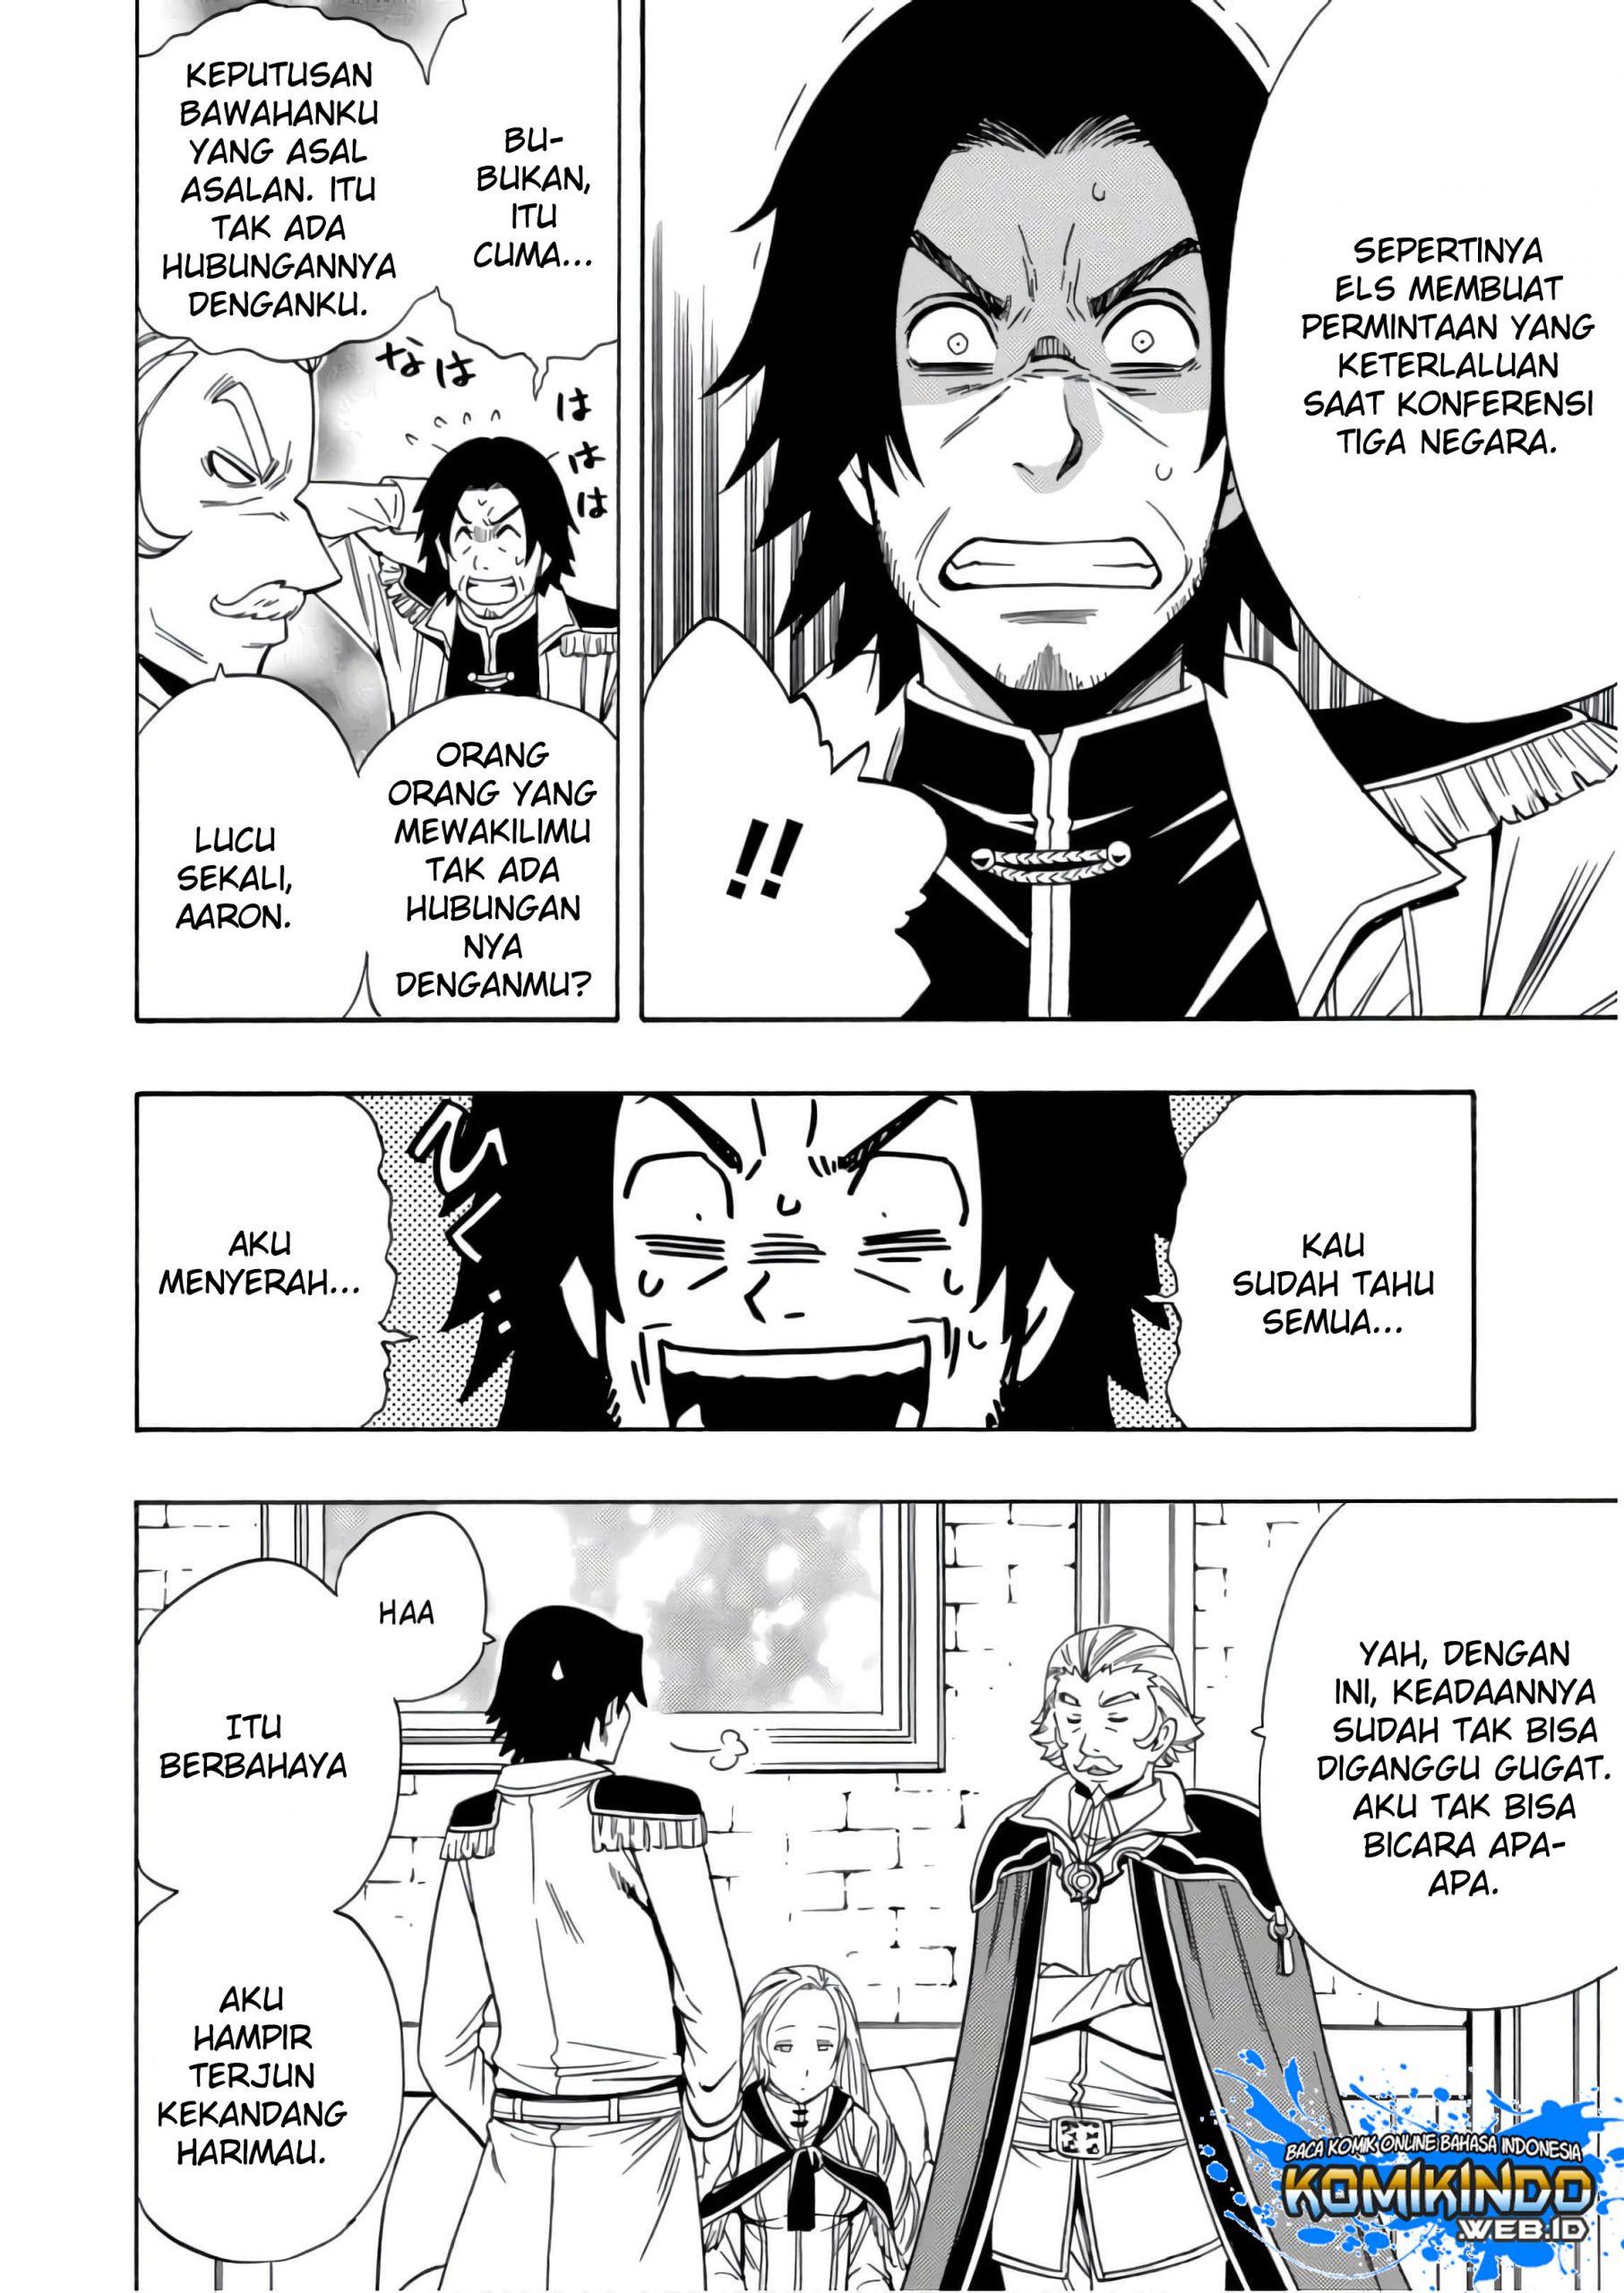 SEPERTINYA
ELS MEMBUAT
PERMINTAAN YANG
KETERLALUAN
SAAT KONFERENSI
TIGA NEGARA.
!!
BU-
BUKAN,
ITU
CUMA...
KEPUTUSAN
BAWAHANKU
YANG ASAL
ASALAN. ITU
TAK ADA
HUBUNGANNYA
DENGANKU.
なはははは
ORANG
ORANG YANG
MEWAKILIMU
TAK ADA
HUBUNGAN
NYA
DENGANMU?
LUCU
SEKALI,
AARON.
KAU
SUDAH TAHU
SEMUA...
AKU
MENYERAH...
YAH, DENGAN
INI, KEADAANNYA
SUDAH TAK BISA
DIGANGGU GUGAT.
AKU TAK BISA
BICARA APA-
APA.
HAA
ITU
BERBAHAYA
AKU
HAMPIR
TERJUN
KEKANDANG
HARIMAU.
BACA KOMIK ONLINE BAHASA INDONESIA
KOMIKINDO
.WEB.ID